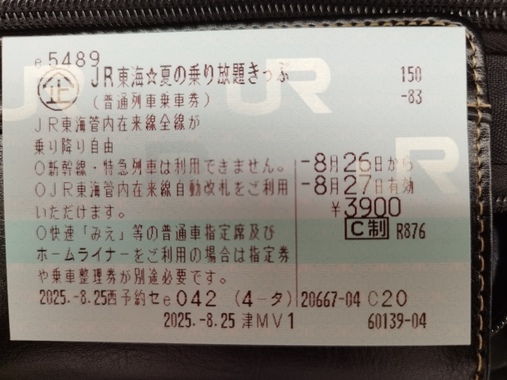 e5489
企 JR東海☆夏の乗り放題きっぷ 150
(普通列車乗車券) -83
JR東海管内在来線全線が
乗り降り自由
○新幹線・特急列車は利用できません。 -8月26日から
○JR東海管内在来線自動改札をご利用 -8月27日有効
いただけます。 ¥3900
○快速「みえ」等の普通車指定席及び C制 R876
ホームライナーをご利用の場合は指定券
や乗車整理券が別途必要です。
2025.-8.25西予約セe042 (4-タ) 20667-04 C20
2025.-8.25 津MV1 60139-04